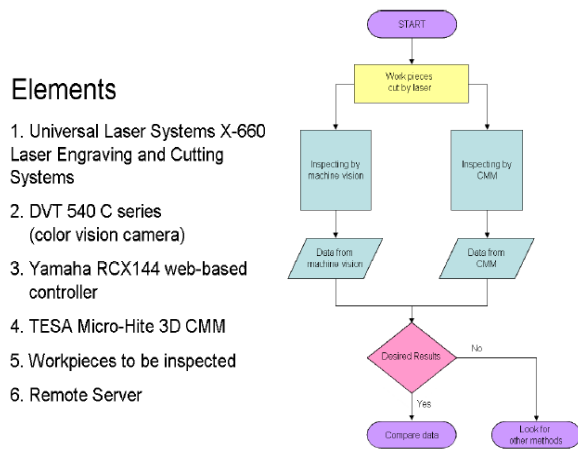 Elements
1. Universal Laser Systems X-660
Laser Engraving and Cutting
Systems
2. DVT 540 C series
(color vision camera)
3. Yamaha RCX144 web-based
controller
4. TESA Micro-Hite 3D CMM
5. Workpieces to be inspected
6. Remote Server
START
Work pieces
cut by laser
Inspecting by
machine vision
Inspecting by
CMM
Data from
machine vision
Data from
CMM
Desired Results
No
Yes
Compare data
Look for
other methods